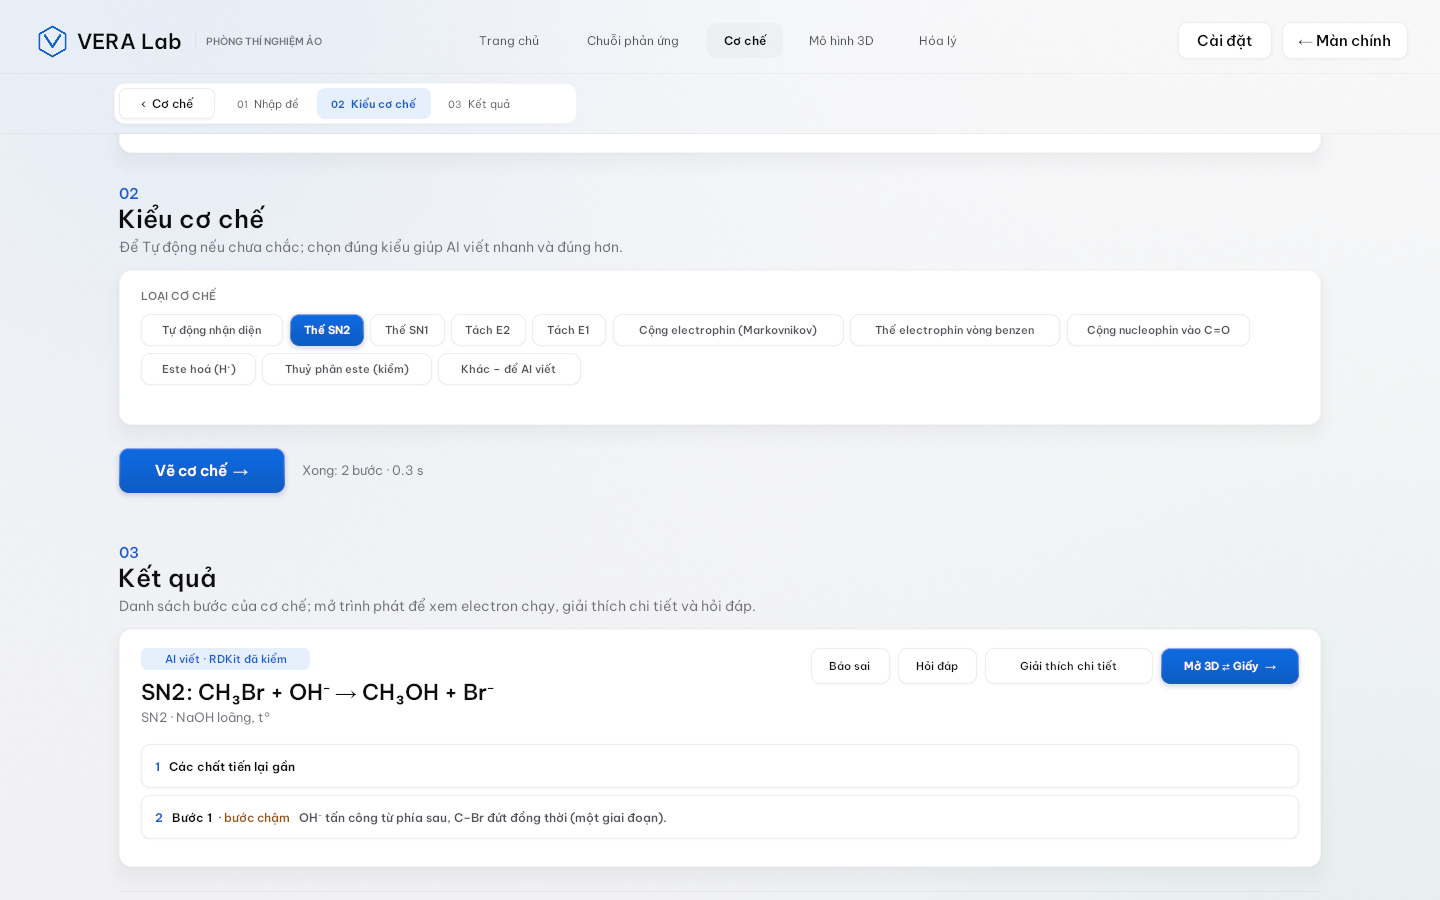 VERA Lab PHÒNG THÍ NGHIỆM ẢO Trang chủ Chuỗi phản ứng Cơ chế Mô hình 3D Hóa lý Cài đặt ← Màn chính
‹ Cơ chế 01 Nhập đề 02 Kiểu cơ chế 03 Kết quả
02
Kiểu cơ chế
Để Tự động nếu chưa chắc; chọn đúng kiểu giúp AI viết nhanh và đúng hơn.
LOẠI CƠ CHẾ
Tự động nhận diện Thế SN2 Thế SN1 Tách E2 Tách E1 Cộng electrophin (Markovnikov) Thế electrophin vòng benzen Cộng nucleophin vào C=O
Este hoá (H⁺) Thuỷ phân este (kiềm) Khác – để AI viết
Vẽ cơ chế → Xong: 2 bước · 0.3 s
03
Kết quả
Danh sách bước của cơ chế; mở trình phát để xem electron chạy, giải thích chi tiết và hỏi đáp.
AI viết · RDKit đã kiểm Báo sai Hỏi đáp Giải thích chi tiết Mở 3D ⇄ Giấy →
SN2: CH₃Br + OH⁻ → CH₃OH + Br⁻
SN2 · NaOH loãng, t°
1 Các chất tiến lại gần
2 Bước 1 · bước chậm OH⁻ tấn công từ phía sau, C–Br đứt đồng thời (một giai đoạn).